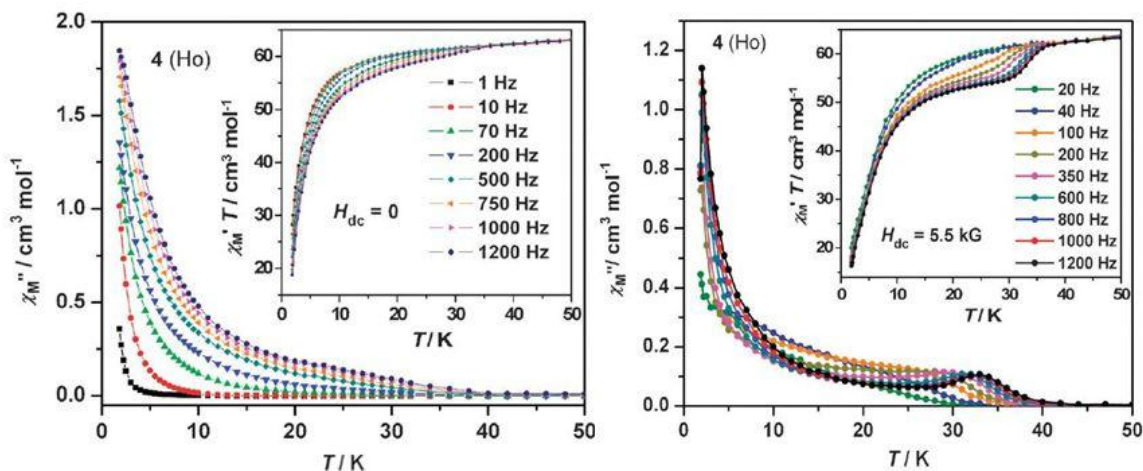 2.0
1.5
1.0
0.5
0.0
χM''/ cm³ mol⁻¹
4 (Ho)
60
50
40
30
20
χM' T / cm³ mol⁻¹
Hdc = 0
1 Hz
10 Hz
70 Hz
200 Hz
500 Hz
750 Hz
1000 Hz
1200 Hz
0 10 20 30 40 50
T / K
0 10 20 30 40 50
T / K
1.2
1.0
0.8
0.6
0.4
0.2
0.0
χM''/ cm³ mol⁻¹
4 (Ho)
60
50
40
30
20
χM' T / cm³ mol⁻¹
Hdc = 5.5 kG
20 Hz
40 Hz
100 Hz
200 Hz
350 Hz
600 Hz
800 Hz
1000 Hz
1200 Hz
0 10 20 30 40 50
T / K
0 10 20 30 40 50
T / K